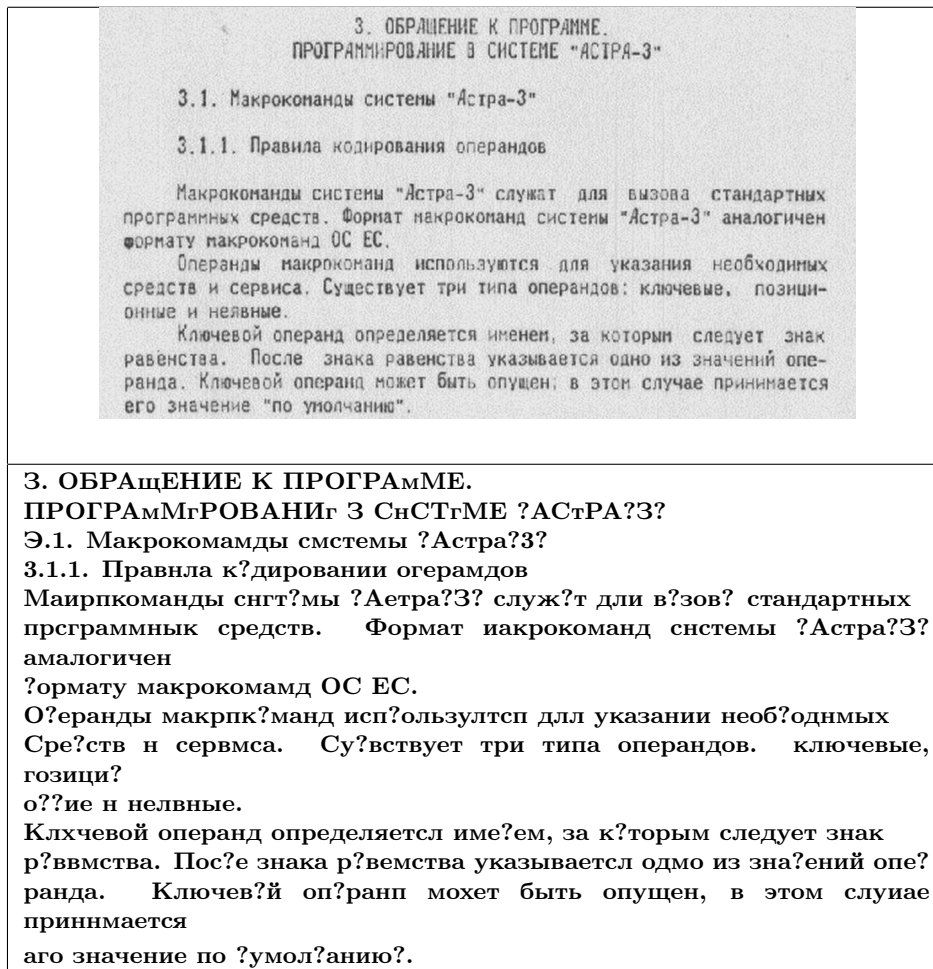 3. ОБРАЩЕНИЕ К ПРОГРАММЕ.
ПРОГРАММИРОВАНИЕ В СИСТЕМЕ "АСТРА-3"
3.1. Макрокоманды системы "Астра-3"
3.1.1. Правила кодирования операндов
Макрокоманды системы "Астра-3" служат для вызова стандартных
программных средств. Формат макрокоманд системы "Астра-3" аналогичен
формату макрокоманд ОС ЕС.
Операнды макрокоманд используются для указания необходимых
средств и сервиса. Существует три типа операндов: ключевые, позици-
онные и неявные.
Ключевой операнд определяется именем, за которым следует знак
равенства. После знака равенства указывается одно из значений опе-
ранда. Ключевой операнд может быть опущен, в этом случае принимается
его значение "по умолчанию".
З. ОБРАщЕНИЕ К ПРОГРАмМЕ.
ПРОГРАмМгРОВАНИг З СнСТгМЕ ?АСтРА?З?
Э.1. Макрокомамды смстемы ?Астра?3?
3.1.1. Правнла к?дировании огерамдов
Маирпкоманды снгт?мы ?Аетра?З? служ?т дли в?зов? стандартных
прсграммнык средств. Формат иакрокоманд снстемы ?Астра?З?
амалогичен
?ормату макрокомамд ОС ЕС.
О?еранды макрпк?манд исп?ользултсп длл указании необ?однмых
Сре?ств н сервмса. Су?вствует три типа операндов. ключевые,
гозици?
о??ие н нелвные.
Клхчевой операнд определяетсл име?ем, за к?торым следует знак
р?ввмства. Пос?е знака р?вемства указываетсл одмо из зна?ений опе?
ранда. Ключев?й оп?ранп мохет быть опущен, в этом слуиае
приннмается
аго значение по ?умол?анию?.